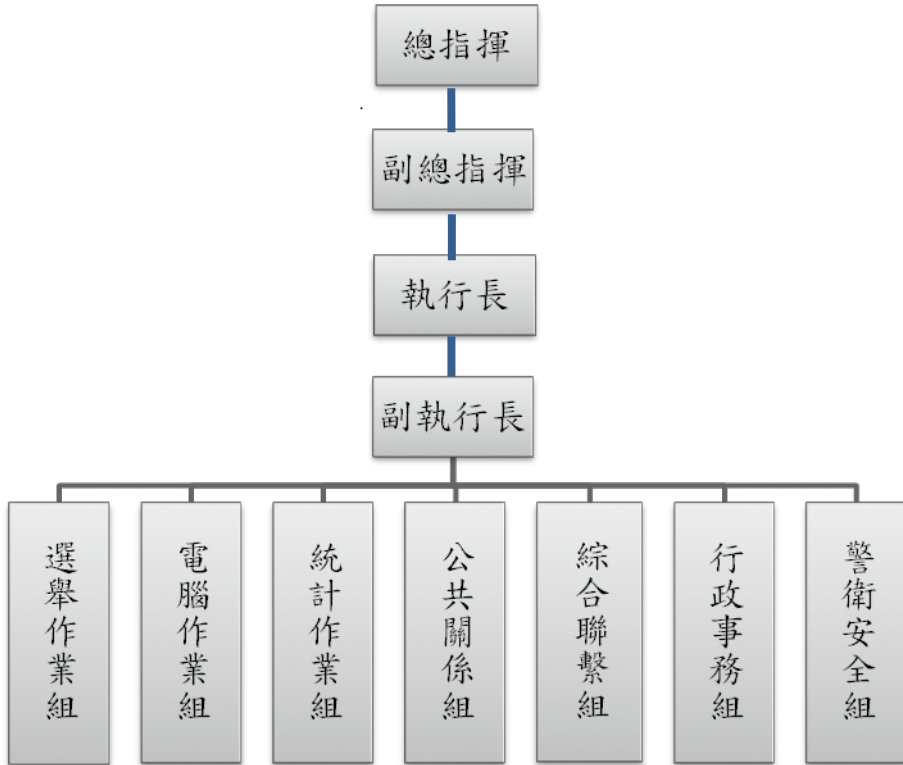 總指揮
副總指揮
執行長
副執行長
選舉作業組
電腦作業組
統計作業組
公共關係組
綜合聯繫組
行政事務組
警衛安全組